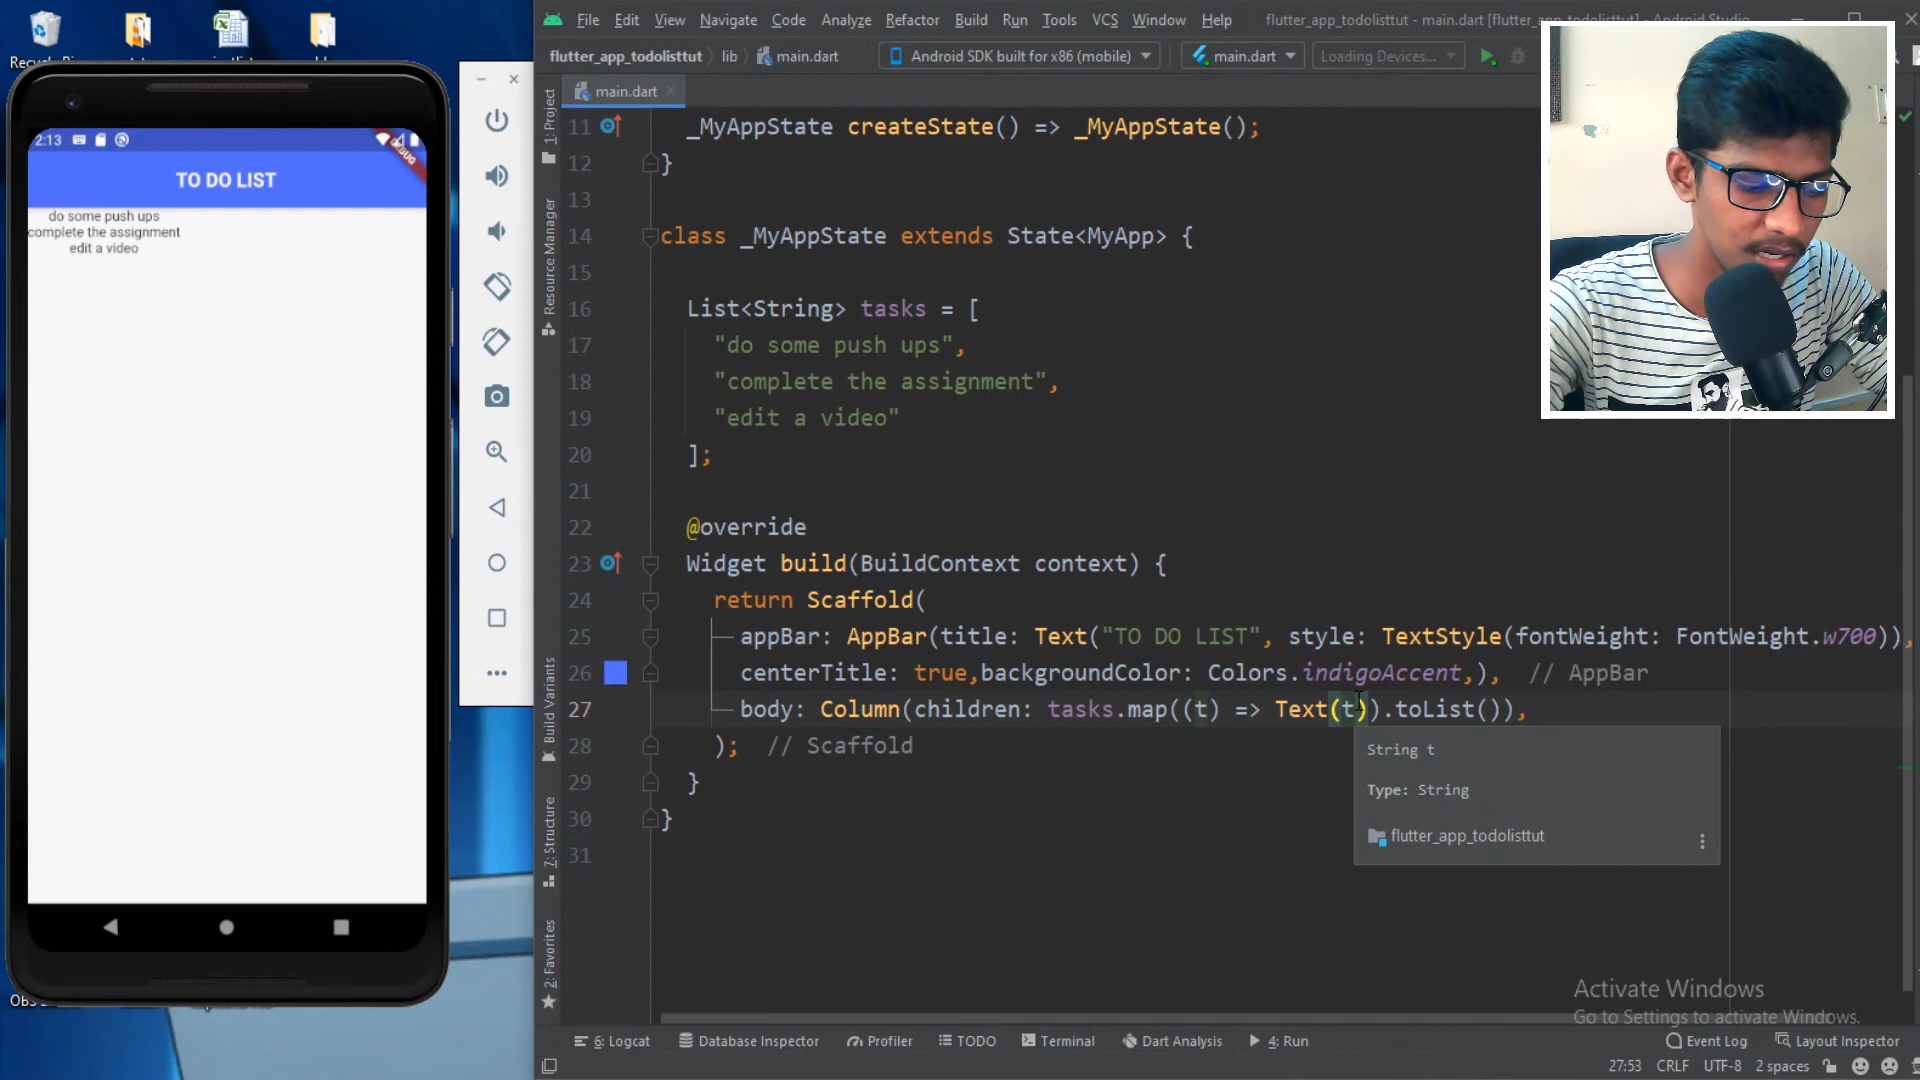 File Edit View Navigate Code Analyze Refactor Build Run Tools VCS Window Help flutter_app_todolisttut - main.dart [flutter_app_todolisttut] - Android Studio
flutter_app_todolisttut lib main.dart Android SDK built for x86 (mobile) main.dart Loading Devices...
main.dart
2:13
DEBUG
TO DO LIST
do some push ups
complete the assignment
edit a video
1: Project
Resource Manager
Build Variants
7: Structure
2: Favorites
11 _MyAppState createState() => _MyAppState();
12 }
13
14 class _MyAppState extends State<MyApp> {
15
16 List<String> tasks = [
17 "do some push ups",
18 "complete the assignment",
19 "edit a video"
20 ];
21
22 @override
23 Widget build(BuildContext context) {
24 return Scaffold(
25 appBar: AppBar(title: Text("TO DO LIST", style: TextStyle(fontWeight: FontWeight.w700)),
26 centerTitle: true,backgroundColor: Colors.indigoAccent,), // AppBar
27 body: Column(children: tasks.map((t) => Text(t)).toList()),
28 ); // Scaffold
29 }
30 }
31
String t
Type: String
flutter_app_todolisttut
Activate Windows
Go to Settings to activate Windows.
6: Logcat Database Inspector Profiler TODO Terminal Dart Analysis 4: Run Event Log Layout Inspector
27:53 CRLF UTF-8 2 spaces